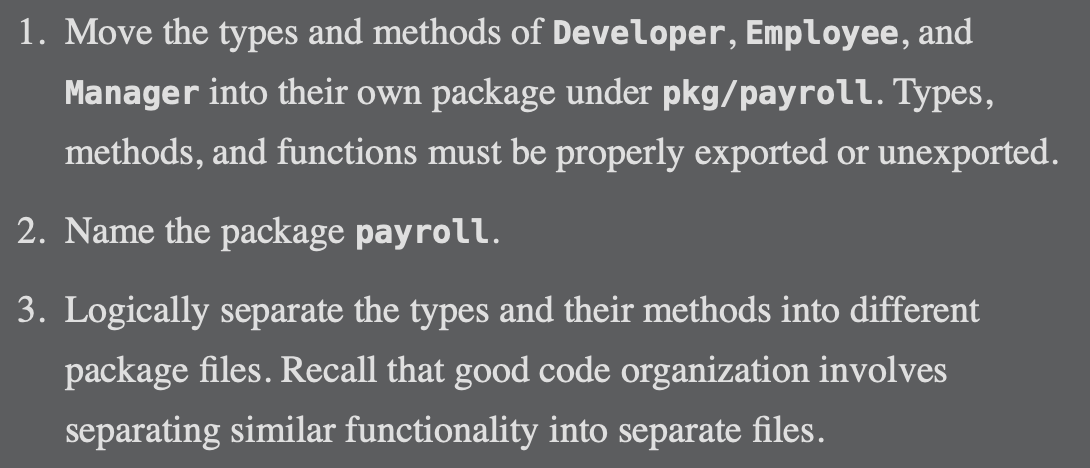 1. Move the types and methods of Developer, Employee, and
Manager into their own package under pkg/payroll. Types,
methods, and functions must be properly exported or unexported.
2. Name the package payroll.
3. Logically separate the types and their methods into different
package files. Recall that good code organization involves
separating similar functionality into separate files.